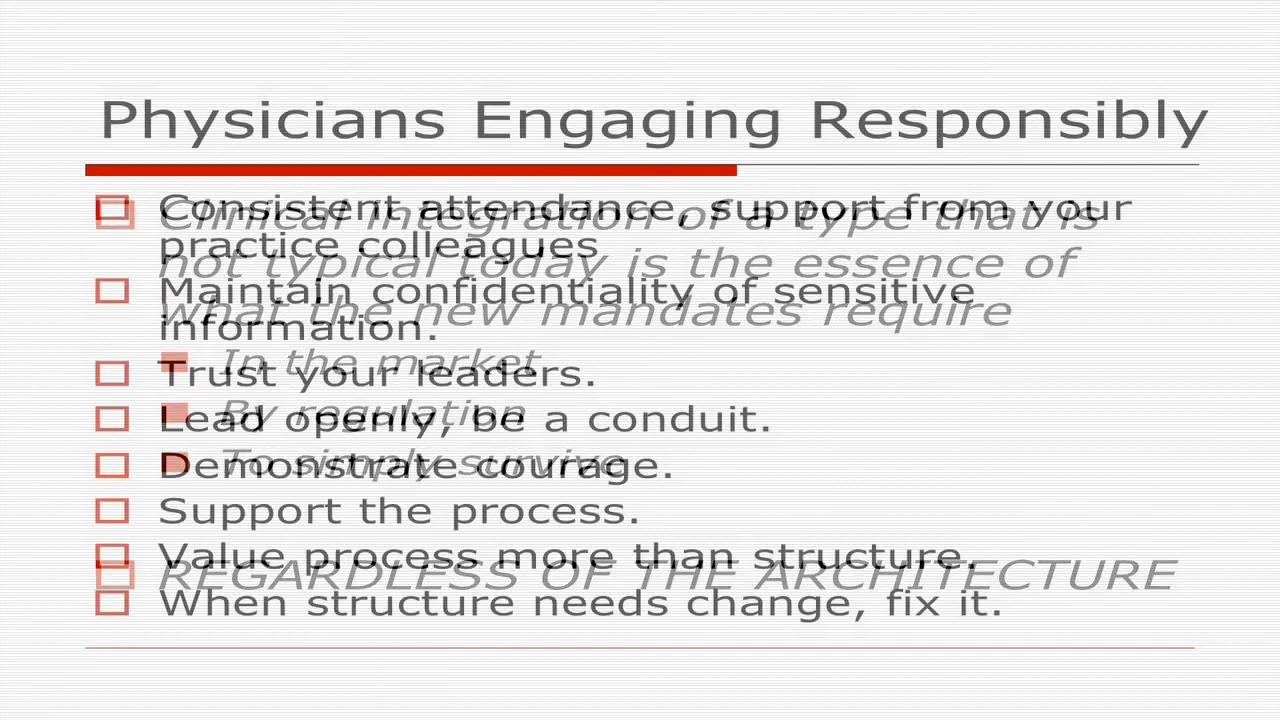 Physicians Engaging Responsibly
Consistent attendance, support from your
practice colleagues
Maintain confidentiality of sensitive
information.
Trust your leaders.
Lead openly, be a conduit.
Demonstrate courage.
Support the process.
Value process more than structure.
When structure needs change, fix it.
Clinical integration of a type that is
not typical today is the essence of
what the new mandates require
In the market
By regulation
To simply survive
REGARDLESS OF THE ARCHITECTURE